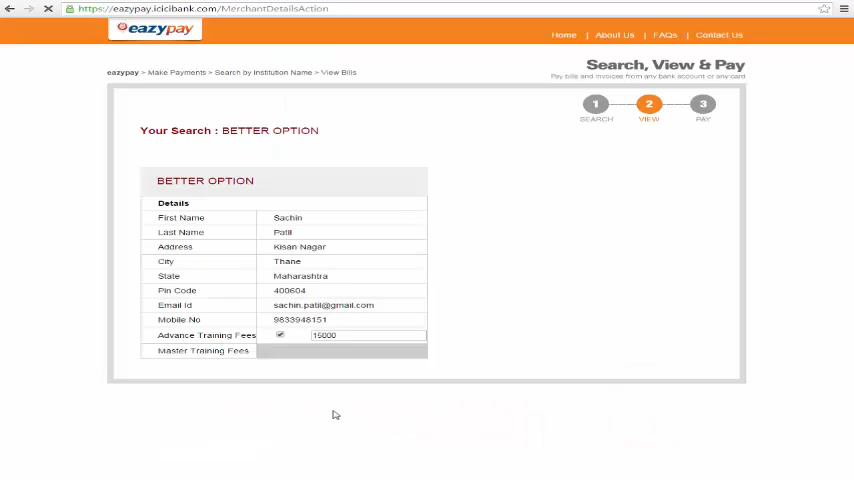 https://eazypay.icicibank.com/MerchantDetailsAction
eazypay
Home | About Us | FAQs | Contact Us
Search, View & Pay
Pay bills and invoices from any bank account or any card
eazypay > Make Payments > Search by Institution Name > View Bills
1 2 3
SEARCH VIEW PAY
Your Search : BETTER OPTION
BETTER OPTION
Details
First Name Sachin
Last Name Patil
Address Kisan Nagar
City Thane
State Maharashtra
Pin Code 400604
Email Id sachin.patil@gmail.com
Mobile No 9833948151
Advance Training Fees 15000
Master Training Fees